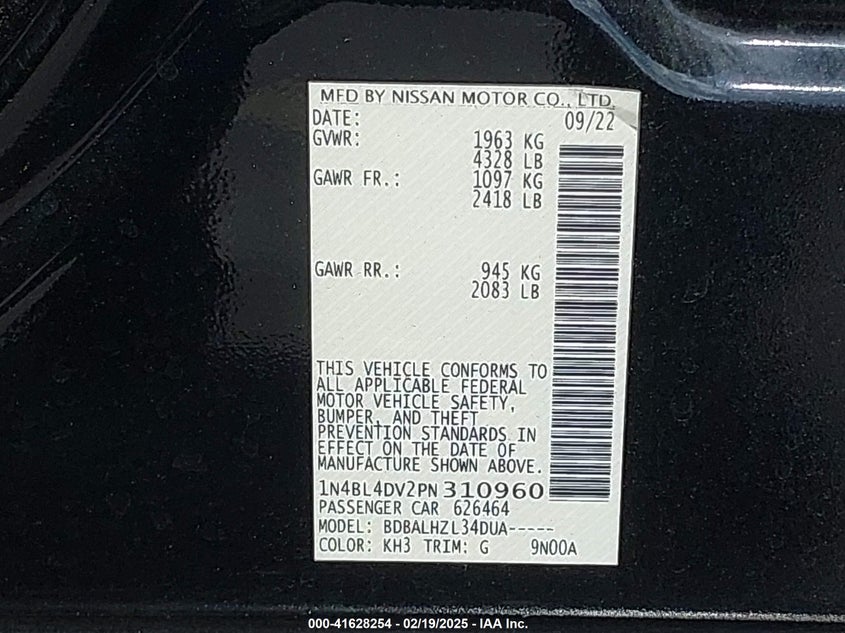 MFD BY NISSAN MOTOR CO., LTD.
DATE: 09/22
GVWR: 1963 KG
4328 LB
GAWR FR.: 1097 KG
2418 LB
GAWR RR.: 945 KG
2083 LB
THIS VEHICLE CONFORMS TO
ALL APPLICABLE FEDERAL
MOTOR VEHICLE SAFETY,
BUMPER, AND THEFT
PREVENTION STANDARDS IN
EFFECT ON THE DATE OF
MANUFACTURE SHOWN ABOVE.
1N4BL4DV2PN310960
PASSENGER CAR 626464
MODEL: BDBALHZL34DUA-----
COLOR: KH3 TRIM: G 9N00A
000-41628254 - 02/19/2025 - IAA Inc.